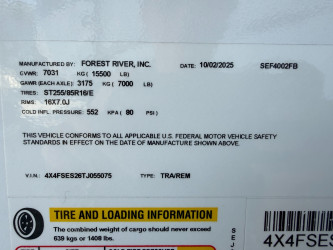 MANUFACTURED BY: FOREST RIVER, INC. DATE: 10/02/2025 SEF4002FB
GVWR: 7031 KG ( 15500 LB)
GAWR (EACH AXLE): 3175 KG ( 7000 LB)
TIRES: ST255/85R16/E
RIMS: 16X7.0J
COLD INFL. PRESSURE: 552 KPA ( 80 PSI)
THIS VEHICLE CONFORMS TO ALL APPLICABLE U.S. FEDERAL MOTOR VEHICLE SAFETY
STANDARDS IN EFFECT ON THE DATE OF MANUFACTURE SHOWN ABOVE.
V.I.N.: 4X4FSES26TJ055075 TYPE: TRA/REM
TIRE AND LOADING INFORMATION
The combined weight of cargo should never exceed
639 kgs or 1408 lbs.
SEJ
4X4FSES